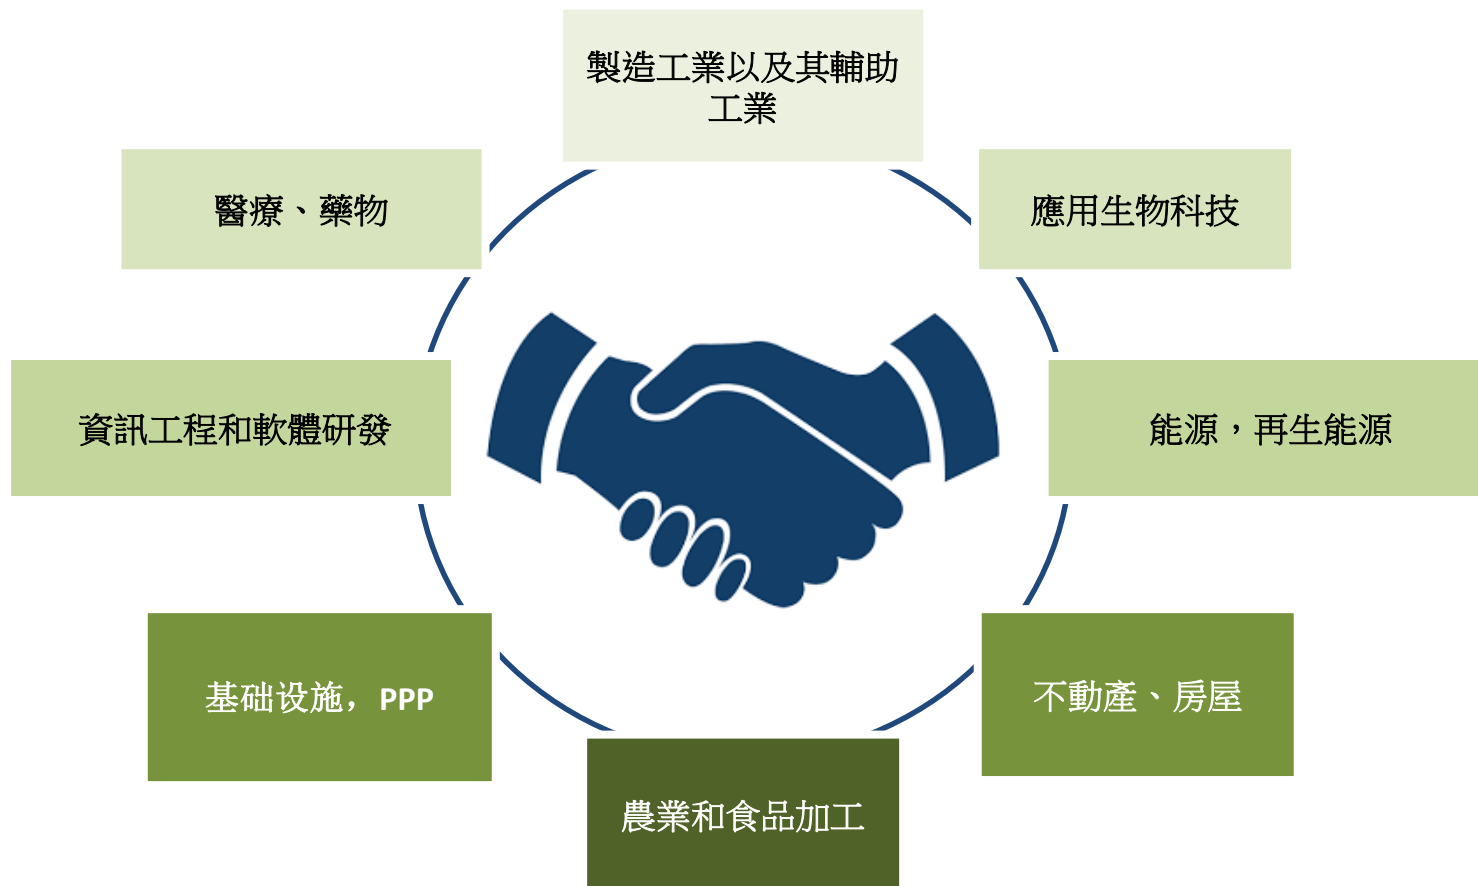 製造工業以及其輔助
工業
醫療、藥物
應用生物科技
資訊工程和軟體研發
能源，再生能源
基础设施，PPP
不動產、房屋
農業和食品加工